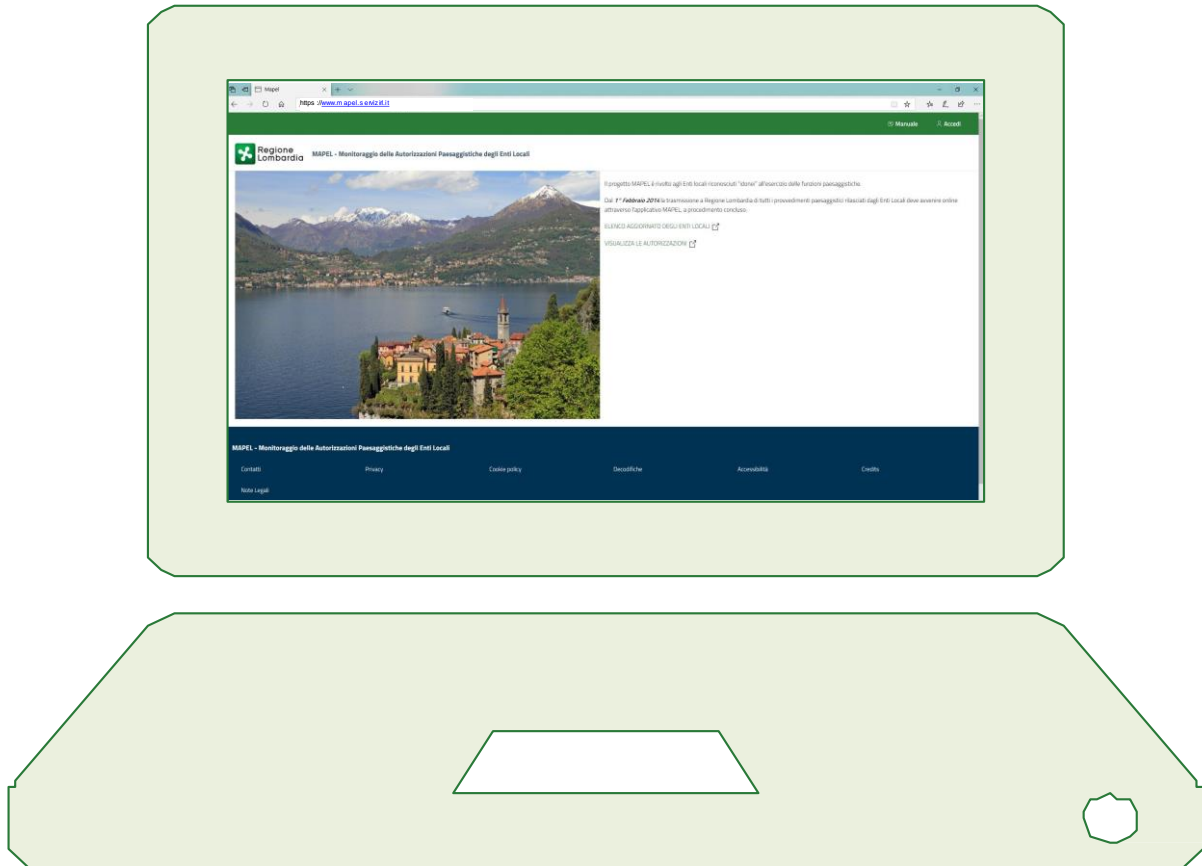 Mapel
https ://www.mapel.servizirl.it
Manuale Accedi
Regione
Lombardia
MAPEL - Monitoraggio delle Autorizzazioni Paesaggistiche degli Enti Locali
Il progetto MAPEL è rivolto agli Enti locali riconosciuti "idonei" all'esercizio delle funzioni paesaggistiche.
Dal 1° Febbraio 2014 la trasmissione a Regione Lombardia di tutti i provvedimenti paesaggistici rilasciati dagli Enti Locali deve avvenire online
attraverso l'applicativo MAPEL, a procedimento concluso.
ELENCO AGGIORNATO DEGLI ENTI LOCALI
VISUALIZZA LE AUTORIZZAZIONI
MAPEL - Monitoraggio delle Autorizzazioni Paesaggistiche degli Enti Locali
Contatti Privacy Cookie policy Decodifiche Accessibilità Credits
Note Legali